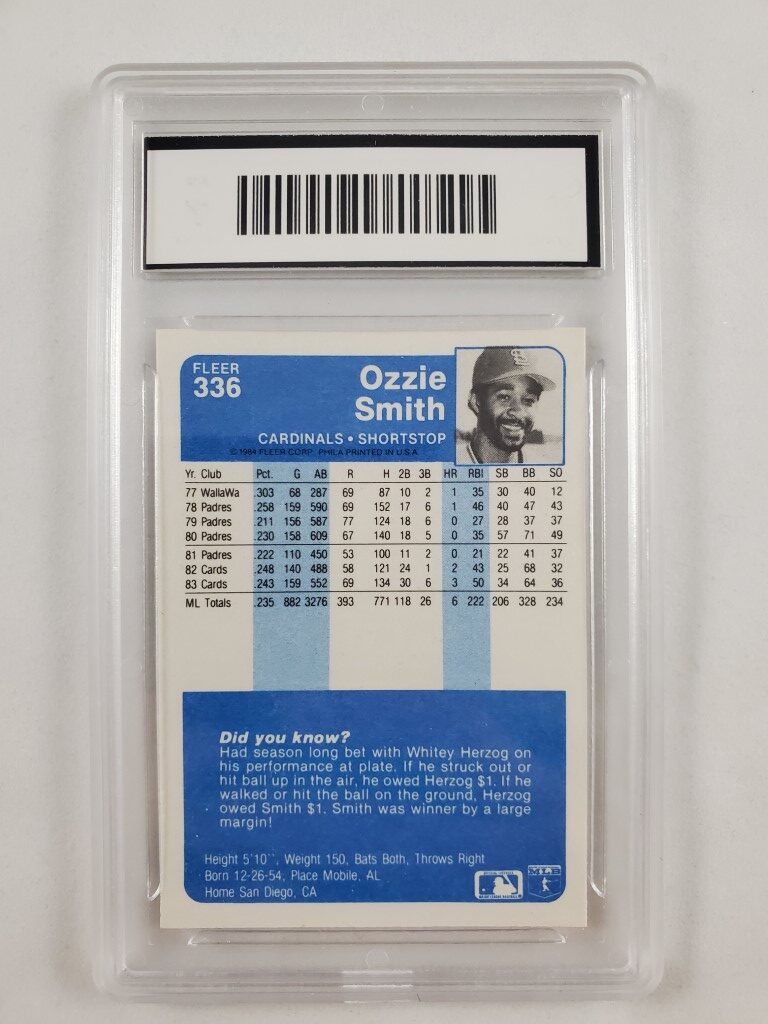 FLEER
336
Ozzie
Smith
CARDINALS • SHORTSTOP
© 1984 FLEER CORP. PHILA PRINTED IN U.S.A.
Yr. Club Pct. G AB R H 2B 3B HR RBI SB BB SO
77 WallaWa .303 68 287 69 87 10 2 1 35 30 40 12
78 Padres .258 159 590 69 152 17 6 1 46 40 47 43
79 Padres .211 156 587 77 124 18 6 0 27 28 37 37
80 Padres .230 158 609 67 140 18 5 0 35 57 71 49
81 Padres .222 110 450 53 100 11 2 0 21 22 41 37
82 Cards .248 140 488 58 121 24 1 2 43 25 68 32
83 Cards .243 159 552 69 134 30 6 3 50 34 64 36
ML Totals .235 882 3276 393 771 118 26 6 222 206 328 234
Did you know?
Had season long bet with Whitey Herzog on
his performance at plate. If he struck out or
hit ball up in the air, he owed Herzog $1. If he
walked or hit the ball on the ground, Herzog
owed Smith $1. Smith was winner by a large
margin!
Height 5'10'', Weight 150, Bats Both, Throws Right
Born 12-26-54, Place Mobile, AL
Home San Diego, CA
MLB